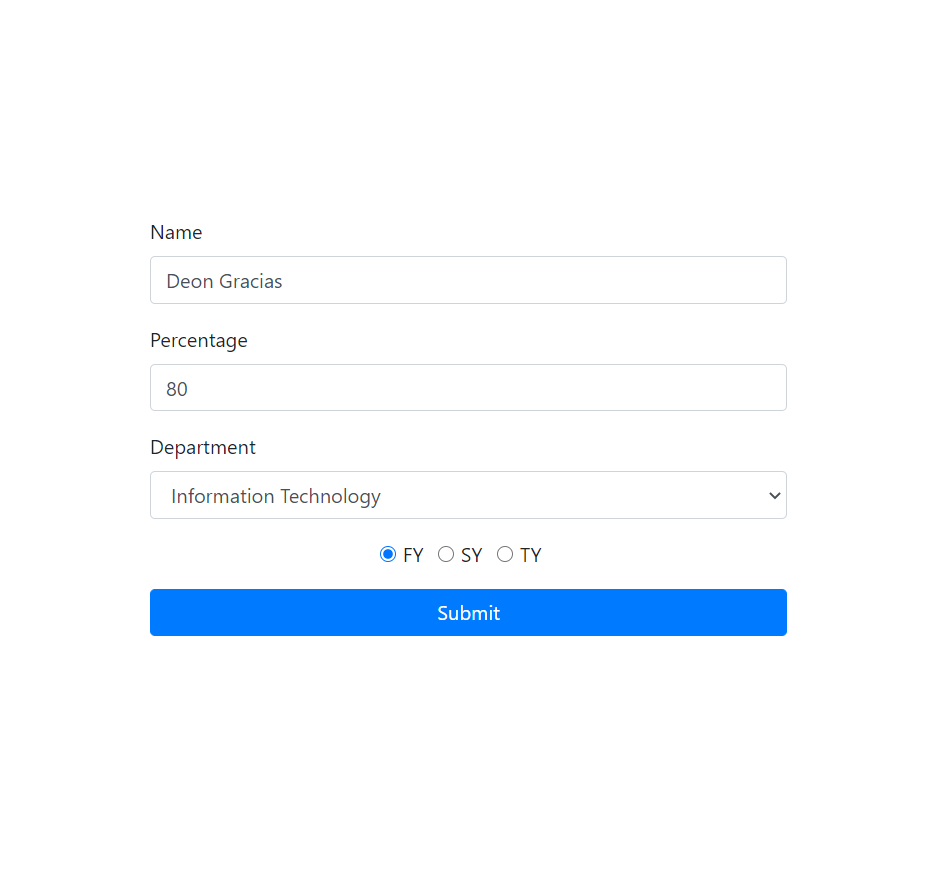 Name
Deon Gracias
Percentage
80
Department
Information Technology
FY SY TY
Submit